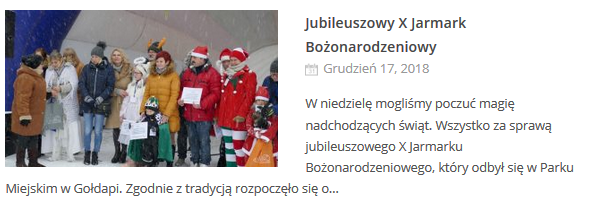 Jubileuszowy X Jarmark
Bożonarodzeniowy
Grudzień 17, 2018
W niedzielę mogliśmy poczuć magię
nadchodzących świąt. Wszystko za sprawą
jubileuszowego X Jarmarku
Bożonarodzeniowego, który odbył się w Parku
Miejskim w Gołdapi. Zgodnie z tradycją rozpoczęło się o...